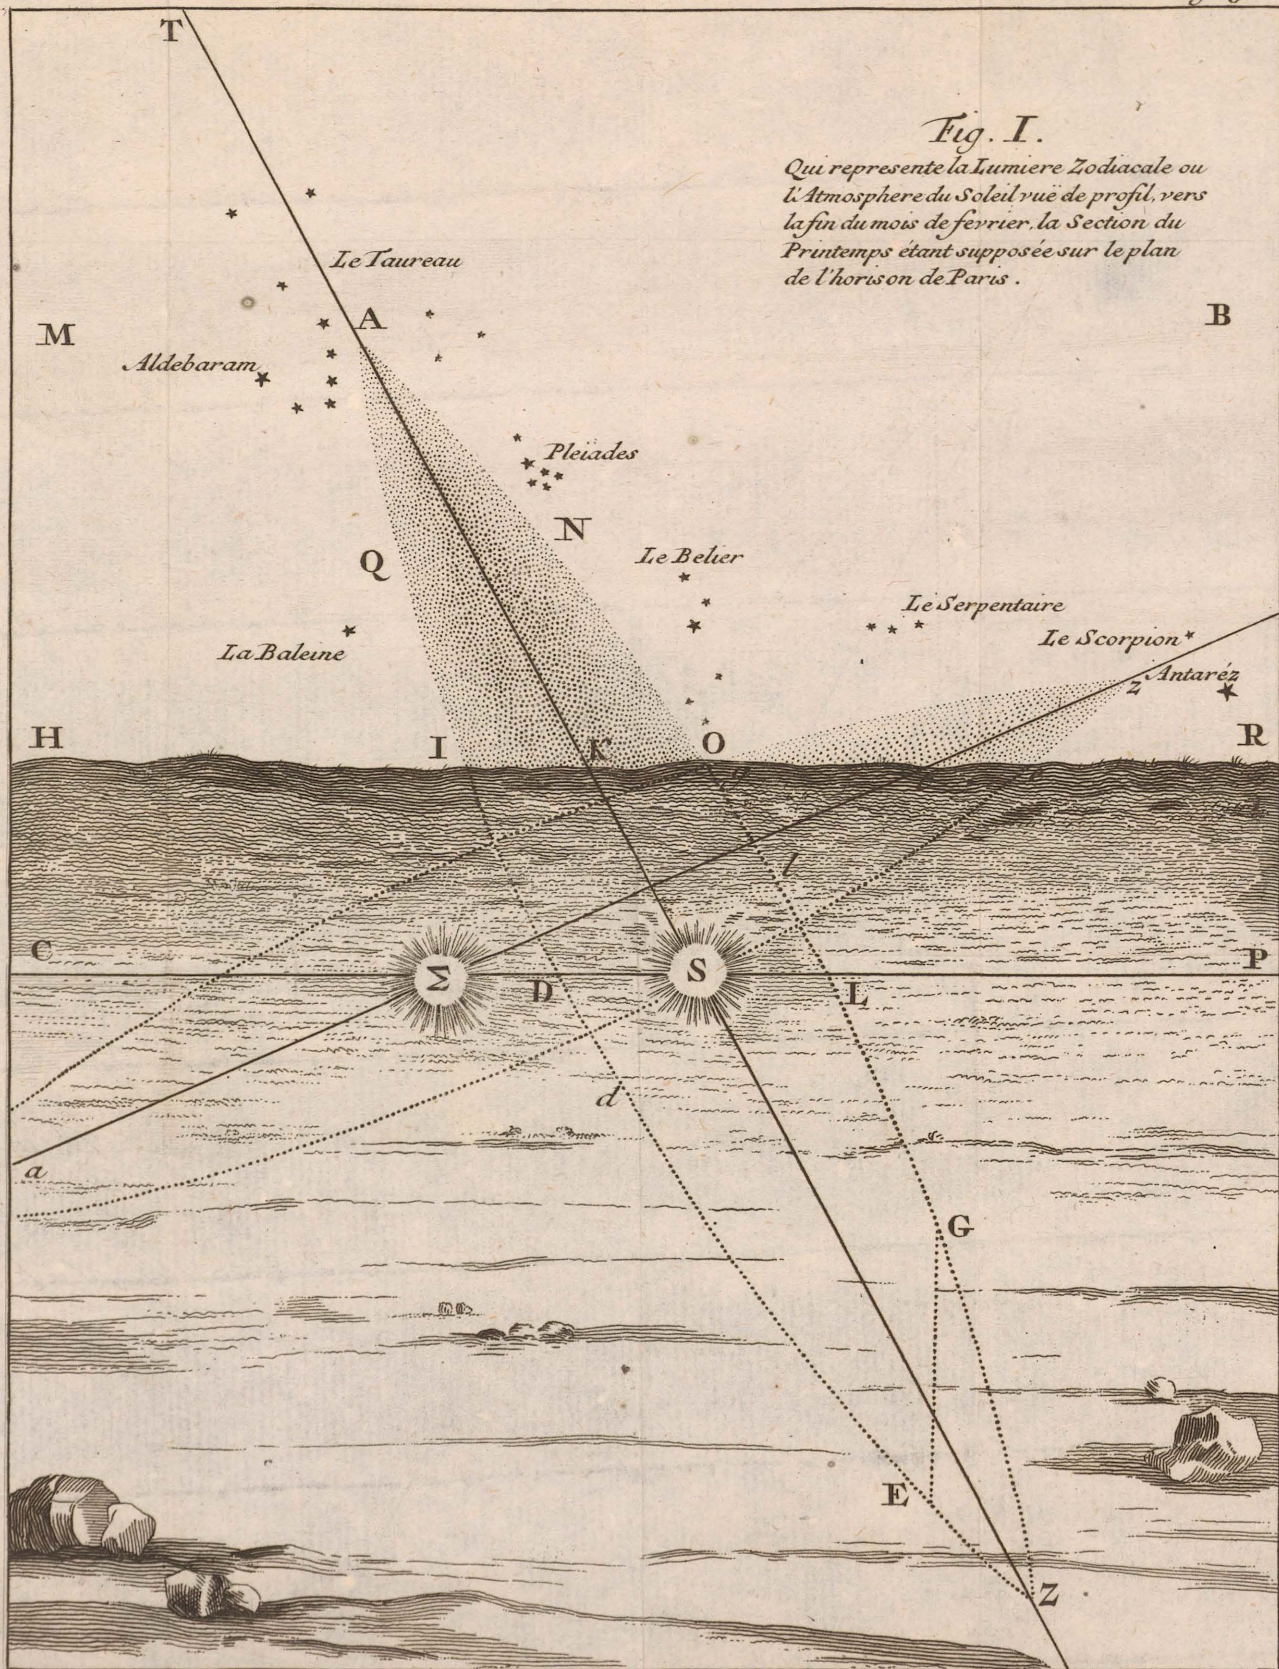 T
Fig. I.
Qui represente la Lumiere Zodiacale ou
l'Atmosphere du Soleil vuë de profil, vers
la fin du mois de fevrier, la Section du
Printemps étant supposée sur le plan
de l'horison de Paris.
Le Taureau
A
B
M
Aldebaram
Pleïades
N
Q
Le Belier
Le Serpentaire
La Baleine
Le Scorpion
Antaréz
z
H
I
K
O
R
o
l
C
Σ
S
P
D
L
d
a
G
E
Z